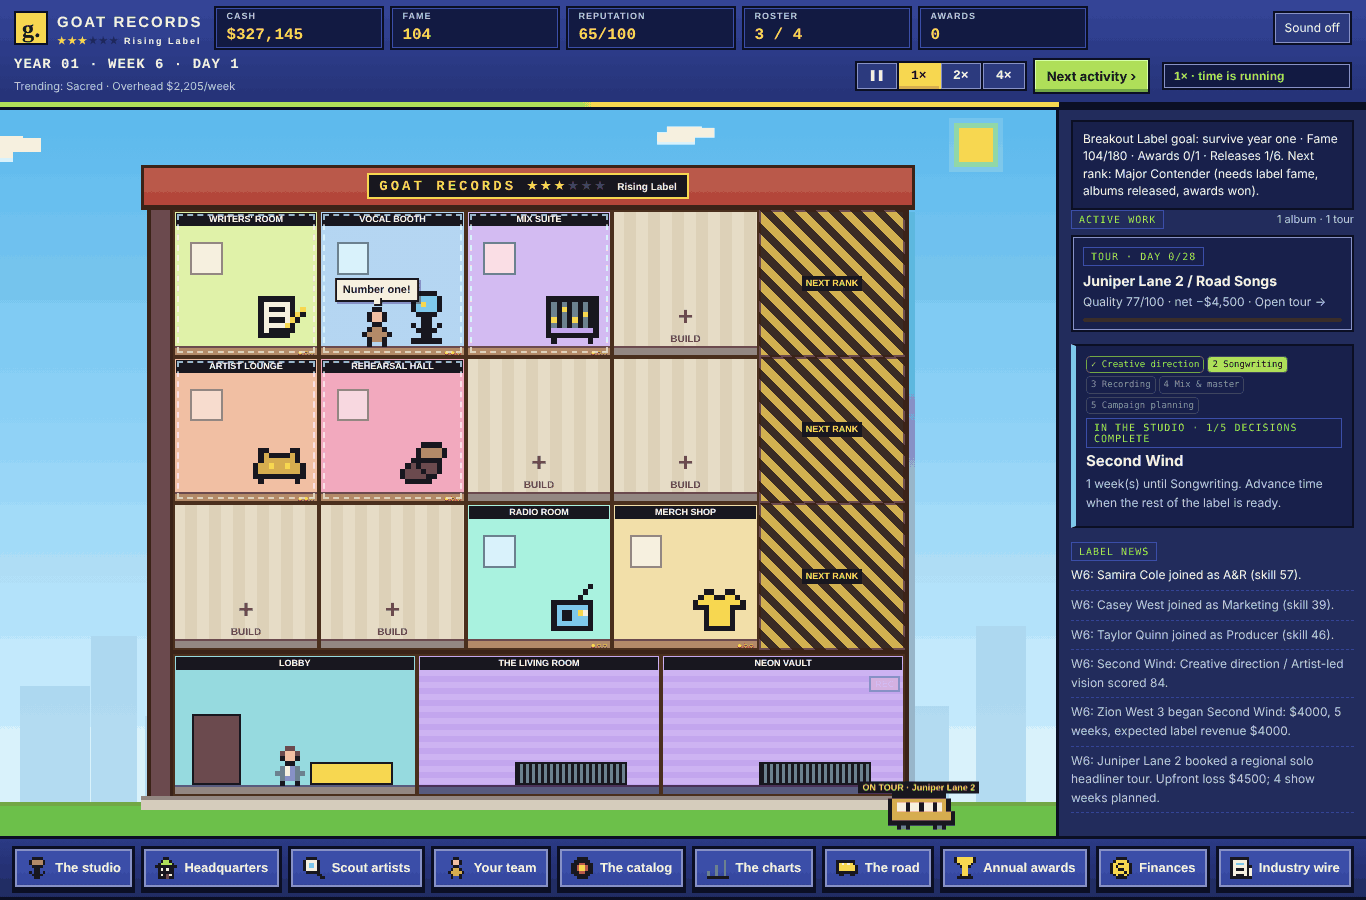 g.
GOAT RECORDS
★★★★★★ Rising Label
CASH
$327,145
FAME
104
REPUTATION
65/100
ROSTER
3 / 4
AWARDS
0
Sound off
YEAR 01 · WEEK 6 · DAY 1
Trending: Sacred · Overhead $2,205/week
1×
2×
4×
Next activity ›
1× · time is running
GOAT RECORDS ★★★★★★ Rising Label
WRITERS' ROOM
VOCAL BOOTH
MIX SUITE
Number one!
+
BUILD
NEXT RANK
ARTIST LOUNGE
REHEARSAL HALL
+
BUILD
+
BUILD
NEXT RANK
+
BUILD
+
BUILD
RADIO ROOM
MERCH SHOP
NEXT RANK
LOBBY
THE LIVING ROOM
NEON VAULT
ON TOUR · Juniper Lane 2
Breakout Label goal: survive year one · Fame
104/180 · Awards 0/1 · Releases 1/6. Next
rank: Major Contender (needs label fame,
albums released, awards won).
ACTIVE WORK
1 album · 1 tour
TOUR · DAY 0/28
Juniper Lane 2 / Road Songs
Quality 77/100 · net −$4,500 · Open tour →
✓ Creative direction
2 Songwriting
3 Recording
4 Mix & master
5 Campaign planning
IN THE STUDIO · 1/5 DECISIONS
COMPLETE
Second Wind
1 week(s) until Songwriting. Advance time
when the rest of the label is ready.
LABEL NEWS
W6: Samira Cole joined as A&R (skill 57).
W6: Casey West joined as Marketing (skill 39).
W6: Taylor Quinn joined as Producer (skill 46).
W6: Second Wind: Creative direction / Artist-led
vision scored 84.
W6: Zion West 3 began Second Wind: $4000, 5
weeks, expected label revenue $4000.
W6: Juniper Lane 2 booked a regional solo
headliner tour. Upfront loss $4500; 4 show
weeks planned.
The studio
Headquarters
Scout artists
Your team
The catalog
The charts
The road
Annual awards
Finances
Industry wire